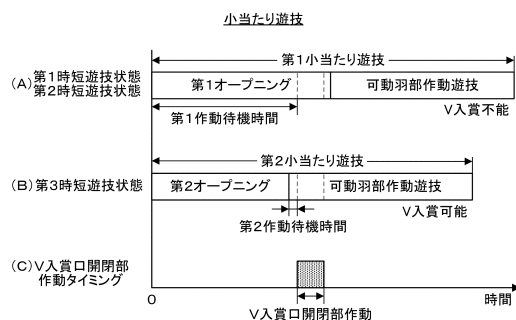 小当たり遊技
第1小当たり遊技
(A)第1時短遊技状態
第2時短遊技状態
第1オープニング
可動羽部作動遊技
第1作動待機時間
V入賞不能
第2小当たり遊技
(B)第3時短遊技状態
第2オープニング
可動羽部作動遊技
V入賞可能
第2作動待機時間
(C)V入賞口開閉部
作動タイミング
0
時間
V入賞口開閉部作動